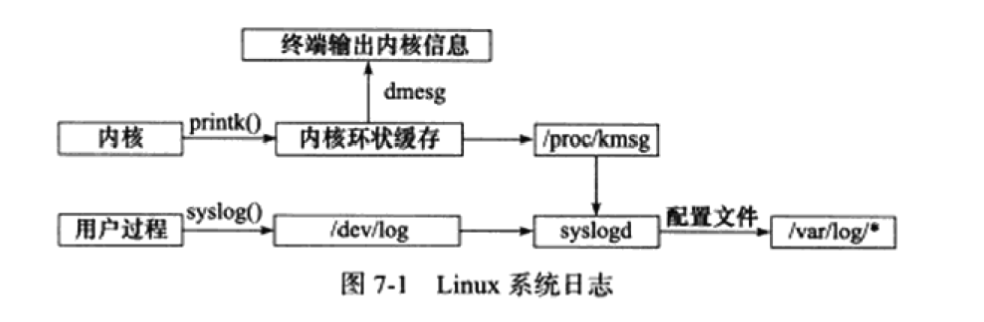 终端输出内核信息
dmesg
内核 printk() 内核环状缓存 /proc/kmsg
用户过程 syslog() /dev/log syslogd 配置文件 /var/log/*
图 7-1 Linux 系统日志